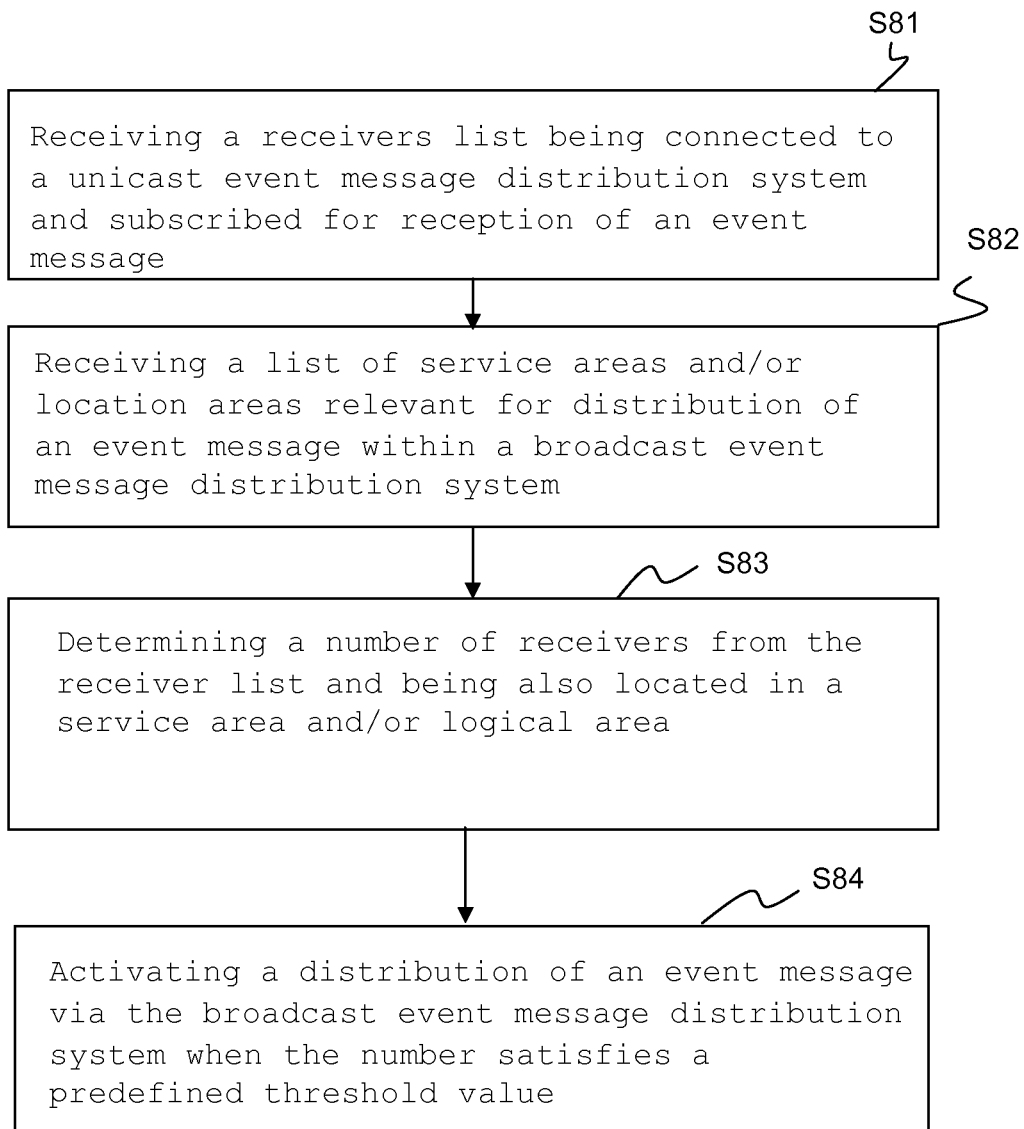 S81
Receiving a receivers list being connected to
a unicast event message distribution system
and subscribed for reception of an event
message
S82
Receiving a list of service areas and/or
location areas relevant for distribution of
an event message within a broadcast event
message distribution system
S83
Determining a number of receivers from the
receiver list and being also located in a
service area and/or logical area
S84
Activating a distribution of an event message
via the broadcast event message distribution
system when the number satisfies a
predefined threshold value